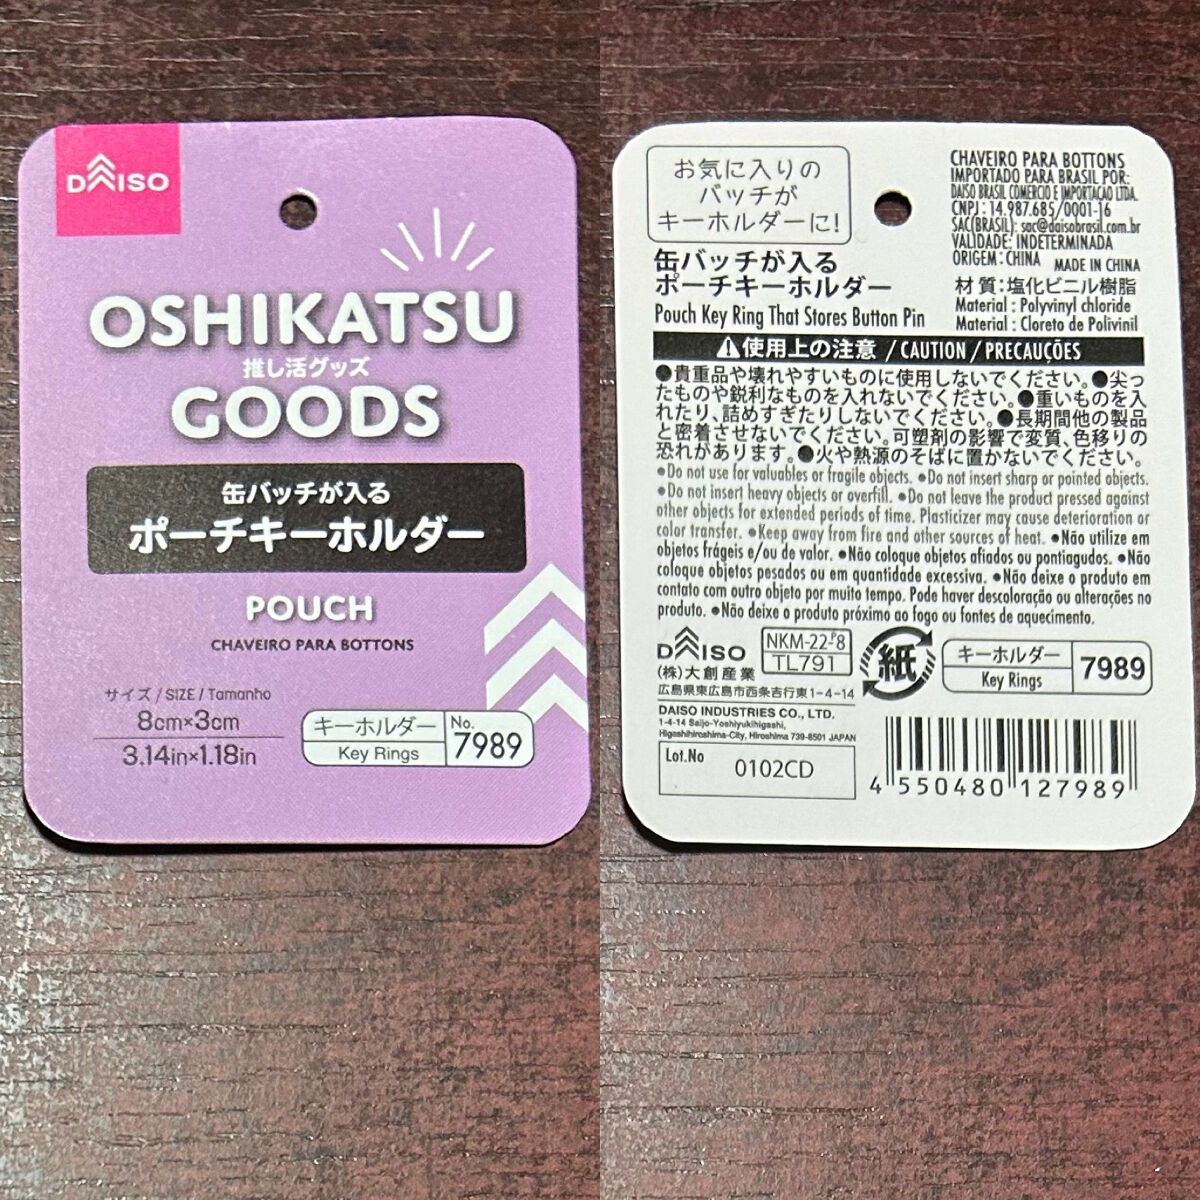 DAISO
OSHIKATSU
推し活グッズ
GOODS
缶バッチが入る
ポーチキーホルダー
POUCH
CHAVEIRO PARA BOTTONS
サイズ/SIZE/Tamanho
8cm×3cm
3.14in×1.18in
キーホルダー
Key Rings
No.
7989
お気に入りの
バッチが
キーホルダーに!
缶バッチが入る
ポーチキーホルダー
Pouch Key Ring That Stores Button Pin
CHAVEIRO PARA BOTTONS
IMPORTADO PARA BRASIL POR:
DAISO BRASIL COMERCIO E IMPORTACAO LTDA.
CNPJ:14.987.685/0001-16
SAC(BRASIL): sac@daisobrasil.com.br
VALIDADE: INDETERMINADA
ORIGEM:CHINA MADE IN CHINA
材質:塩化ビニル樹脂
Material : Polyvinyl chloride
Material : Cloreto de Polivinil
⚠使用上の注意 /CAUTION/PRECAUÇÕES
●貴重品や壊れやすいものに使用しないでください。●尖っ
たものや鋭利なものを入れないでください。●重いものを入
れたり、詰めすぎたりしないでください。●長期間他の製品
と密着させないでください。可塑剤の影響で変質、色移りの
恐れがあります。●火や熱源のそばに置かないでください。
●Do not use for valuables or fragile objects. ●Do not insert sharp or pointed objects.
●Do not insert heavy objects or overfill. ●Do not leave the product pressed against
other objects for extended periods of time. Plasticizer may cause deterioration or
color transfer. ●Keep away from fire and other sources of heat. ●Não utilize em
objetos frágeis e/ou de valor. ●Não coloque objetos afiados ou pontiagudos. ●Não
coloque objetos pesados ou em quantidade excessiva. ●Não deixe o produto em
contato com outro objeto por muito tempo. Pode haver descoloração ou alterações no
produto. ●Não deixe o produto próximo ao fogo ou fontes de aquecimento.
DAISO
NKM-22-P8
TL791
紙
キーホルダー
Key Rings
7989
(株)大創産業
広島県東広島市西条吉行東1-4-14
DAISO INDUSTRIES CO., LTD.
1-4-14 Saijo-Yoshiyukihigashi,
Higashihiroshima-City, Hiroshima 739-8501 JAPAN
Lot.No
0102CD
4 550480 127989